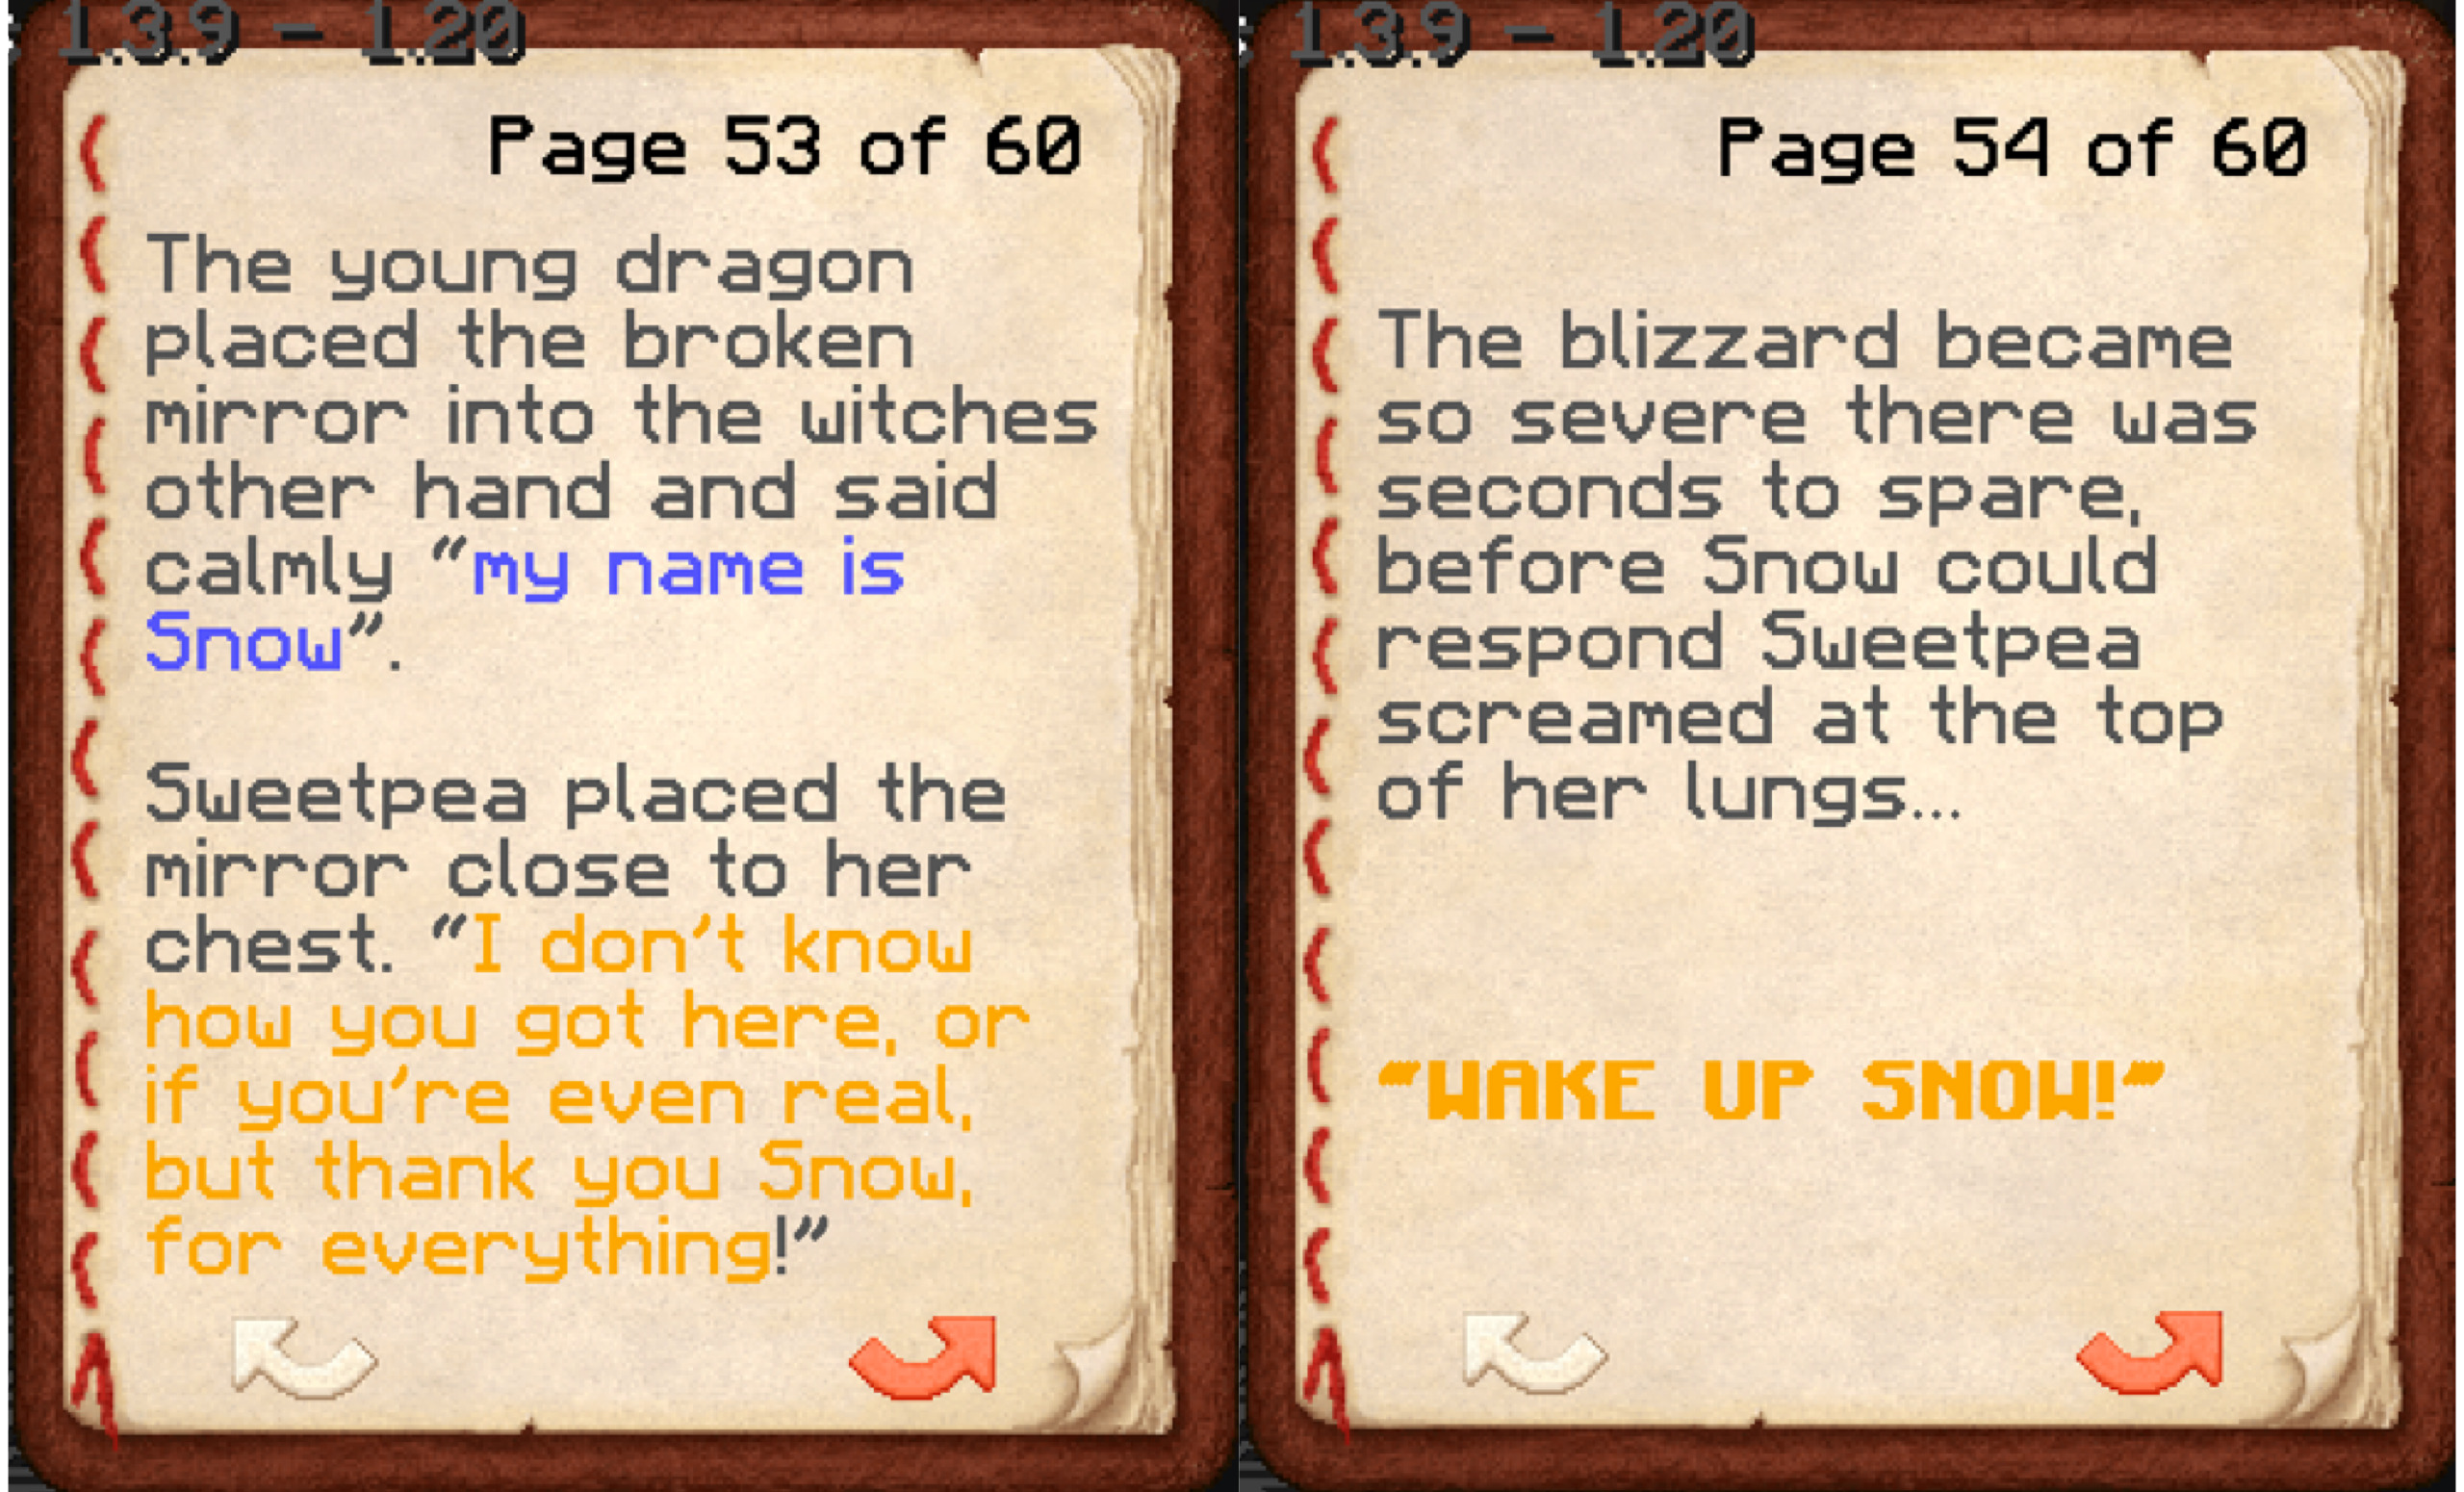 1.3.9 - 1.20
Page 53 of 60
The young dragon
placed the broken
mirror into the witches
other hand and said
calmly "my name is
Snow".
Sweetpea placed the
mirror close to her
chest. "I don't know
how you got here, or
if you're even real,
but thank you Snow,
for everything!"
1.3.9 - 1.20
Page 54 of 60
The blizzard became
so severe there was
seconds to spare,
before Snow could
respond Sweetpea
screamed at the top
of her lungs...
"WAKE UP SNOW!"